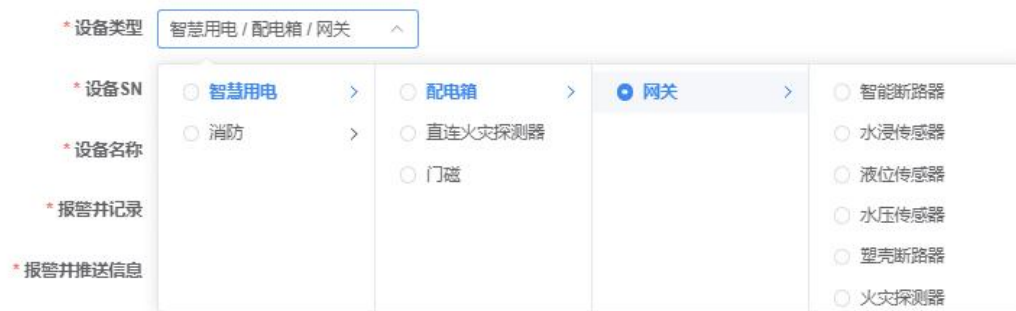 * 设备类型
智慧用电 / 配电箱 / 网关
* 设备SN
* 设备名称
* 报警并记录
* 报警并推送信息
智慧用电
消防
配电箱
直连火灾探测器
门磁
网关
智能断路器
水浸传感器
液位传感器
水压传感器
塑壳断路器
火灾探测器